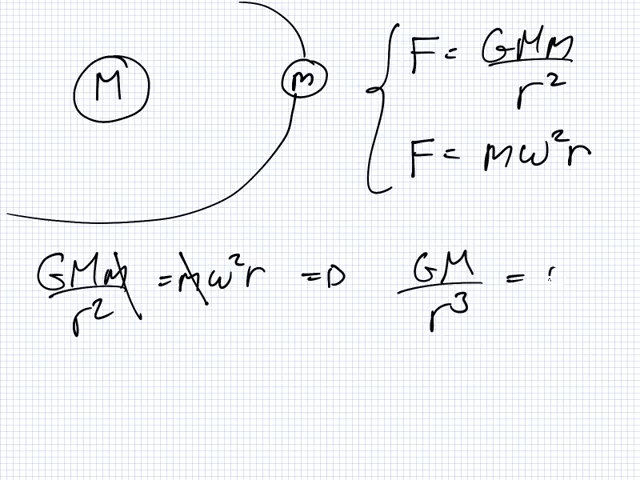 M m
F = GMm/r²
F = mω²r
GMm/r² = mω²r => GM/r³ =